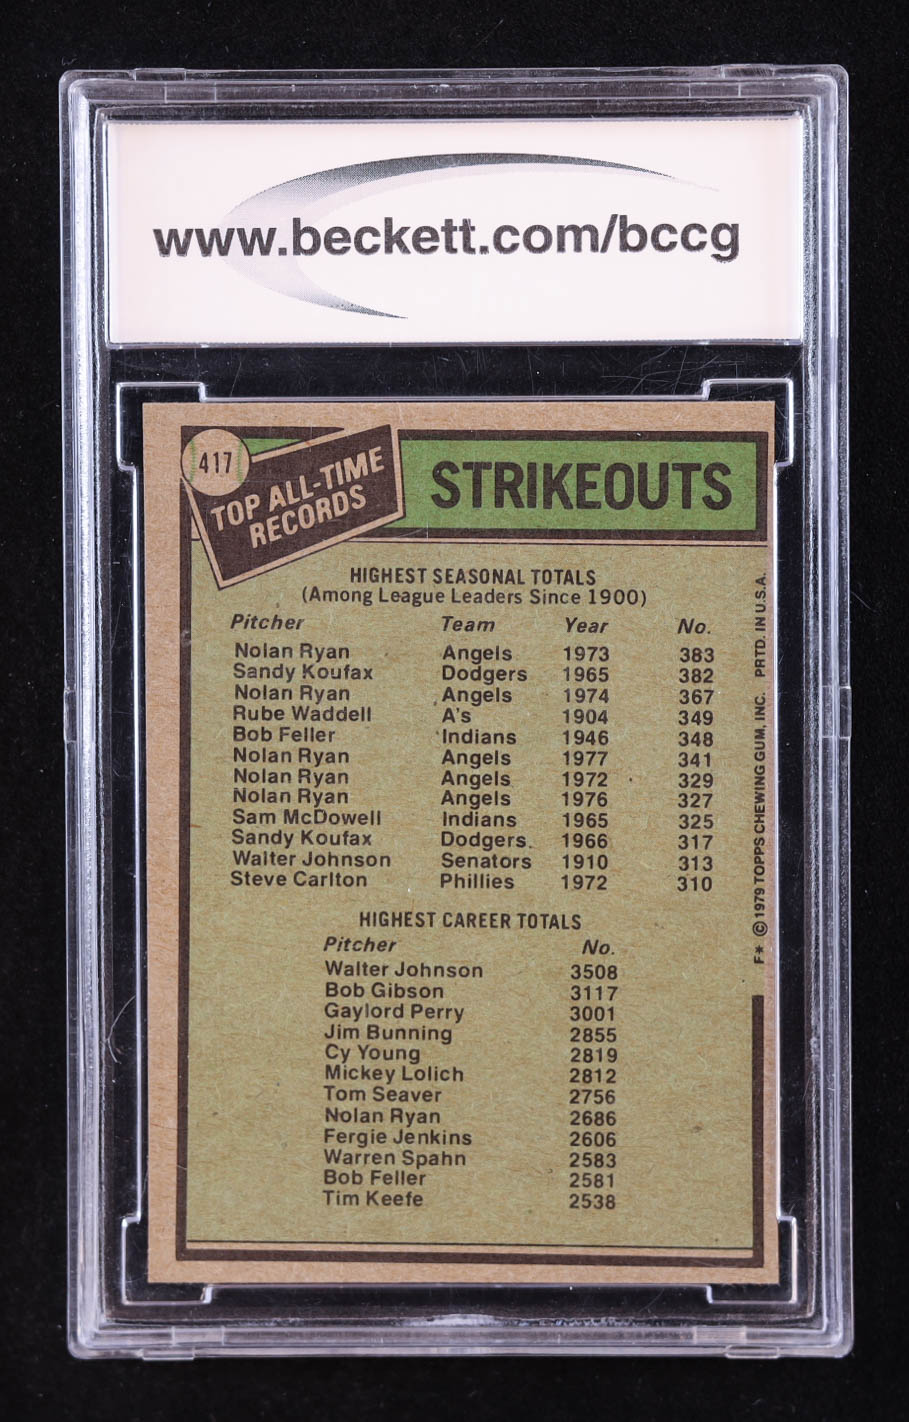 www.beckett.com/bccg
417
TOP ALL-TIME
RECORDS
STRIKEOUTS
HIGHEST SEASONAL TOTALS
(Among League Leaders Since 1900)
Pitcher Team Year No.
Nolan Ryan Angels 1973 383
Sandy Koufax Dodgers 1965 382
Nolan Ryan Angels 1974 367
Rube Waddell A's 1904 349
Bob Feller Indians 1946 348
Nolan Ryan Angels 1977 341
Nolan Ryan Angels 1972 329
Nolan Ryan Angels 1976 327
Sam McDowell Indians 1965 325
Sandy Koufax Dodgers 1966 317
Walter Johnson Senators 1910 313
Steve Carlton Phillies 1972 310
HIGHEST CAREER TOTALS
Pitcher No.
Walter Johnson 3508
Bob Gibson 3117
Gaylord Perry 3001
Jim Bunning 2855
Cy Young 2819
Mickey Lolich 2812
Tom Seaver 2756
Nolan Ryan 2686
Fergie Jenkins 2606
Warren Spahn 2583
Bob Feller 2581
Tim Keefe 2538
F* © 1979 TOPPS CHEWING GUM, INC. PRTD. IN U.S.A.